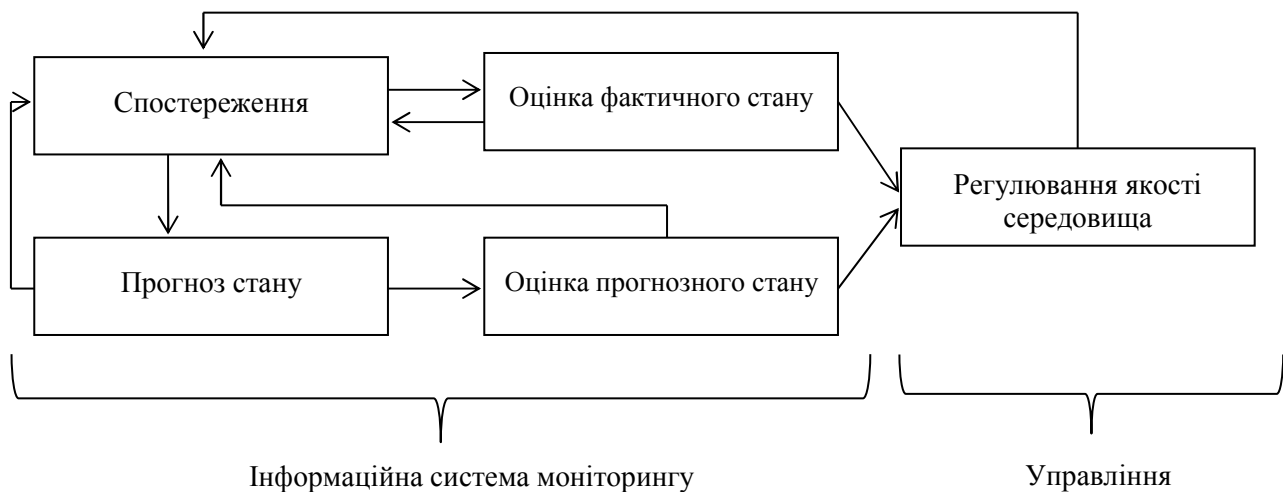 Спостереження
Оцінка фактичного стану
Регулювання якості
середовища
Прогноз стану
Оцінка прогнозного стану
Інформаційна система моніторингу
Управління